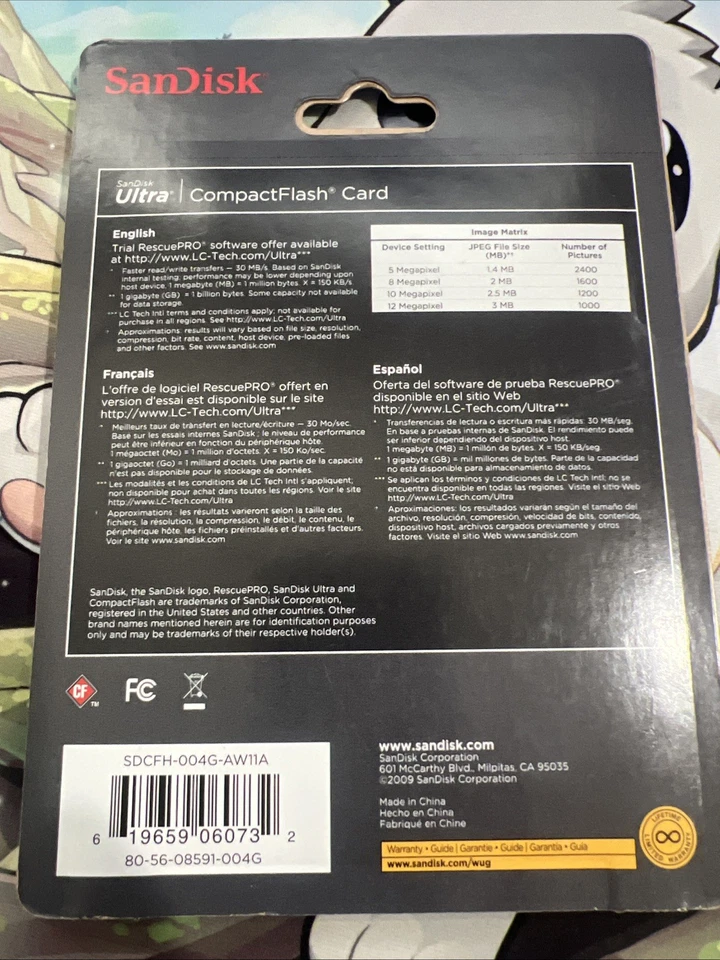 SanDisk
SanDisk
Ultra® | CompactFlash® Card
English
Trial RescuePRO® software offer available
at http://www.LC-Tech.com/Ultra***
* Faster read/write transfers — 30 MB/s. Based on SanDisk
internal testing; performance may be lower depending upon
host device. 1 megabyte (MB) = 1 million bytes. X = 150 KB/s
** 1 gigabyte (GB) = 1 billion bytes. Some capacity not available
for data storage.
*** LC Tech Intl terms and conditions apply; not available for
purchase in all regions. See http://www.LC-Tech.com/Ultra
† Approximations: results will vary based on file size, resolution,
compression, bit rate, content, host device, pre-loaded files
and other factors. See www.sandisk.com
Image Matrix
Device Setting JPEG File Size Number of
(MB)*† Pictures
5 Megapixel 1.4 MB 2400
8 Megapixel 2 MB 1600
10 Megapixel 2.5 MB 1200
12 Megapixel 3 MB 1000
Français
L'offre de logiciel RescuePRO® offert en
version d'essai est disponible sur le site
http://www.LC-Tech.com/Ultra***
* Meilleurs taux de transfert en lecture/écriture — 30 Mo/sec.
Base sur les essais internes SanDisk ; le niveau de performance
peut être inférieur en fonction du périphérique hôte.
1 mégaoctet (Mo) = 1 million d'octets. X = 150 Ko/sec.
** 1 gigaoctet (Go) = 1 milliard d'octets. Une partie de la capacité
n'est pas disponible pour le stockage de données.
*** Les modalités et les conditions de LC Tech Intl s'appliquent;
non disponible pour achat dans toutes les régions. Voir le site
http://www.LC-Tech.com/Ultra
† Approximations : les résultats varieront selon la taille des
fichiers, la résolution, la compression, le débit, le contenu, le
périphérique hôte, les fichiers préinstallés et d'autres facteurs.
Voir le site www.sandisk.com
Español
Oferta del software de prueba RescuePRO®
disponible en el sitio Web
http://www.LC-Tech.com/Ultra***
* Transferencias de lectura o escritura más rápidas: 30 MB/seg.
En base a pruebas internas de SanDisk. El rendimiento puede
ser inferior dependiendo del dispositivo host.
1 megabyte (MB) = 1 millón de bytes. X = 150 KB/seg.
** 1 gigabyte (GB) = mil millones de bytes. Parte de la capacidad
no está disponible para almacenamiento de datos.
*** Se aplican los términos y condiciones de LC Tech Intl; no se
encuentra disponible en todas las regiones. Visite el sitio Web
http://www.LC-Tech.com/Ultra
† Aproximaciones: los resultados variarán según el tamaño del
archivo, resolución, compresión, velocidad de bits, contenido,
dispositivo host, archivos cargados previamente y otros
factores. Visite el sitio Web www.sandisk.com
SanDisk, the SanDisk logo, RescuePRO, SanDisk Ultra and
CompactFlash are trademarks of SanDisk Corporation,
registered in the United States and other countries. Other
brand names mentioned herein are for identification purposes
only and may be trademarks of their respective holder(s).
CF ™
FC
SDCFH-004G-AW11A
6 19659 06073 2
80-56-08591-004G
www.sandisk.com
SanDisk Corporation
601 McCarthy Blvd., Milpitas, CA 95035
©2009 SanDisk Corporation
Made in China
Hecho en China
Fabriqué en Chine
Warranty • Guide | Garantie • Guide | Garantía • Guía
www.sandisk.com/wug
LIFETIME
LIMITED WARRANTY